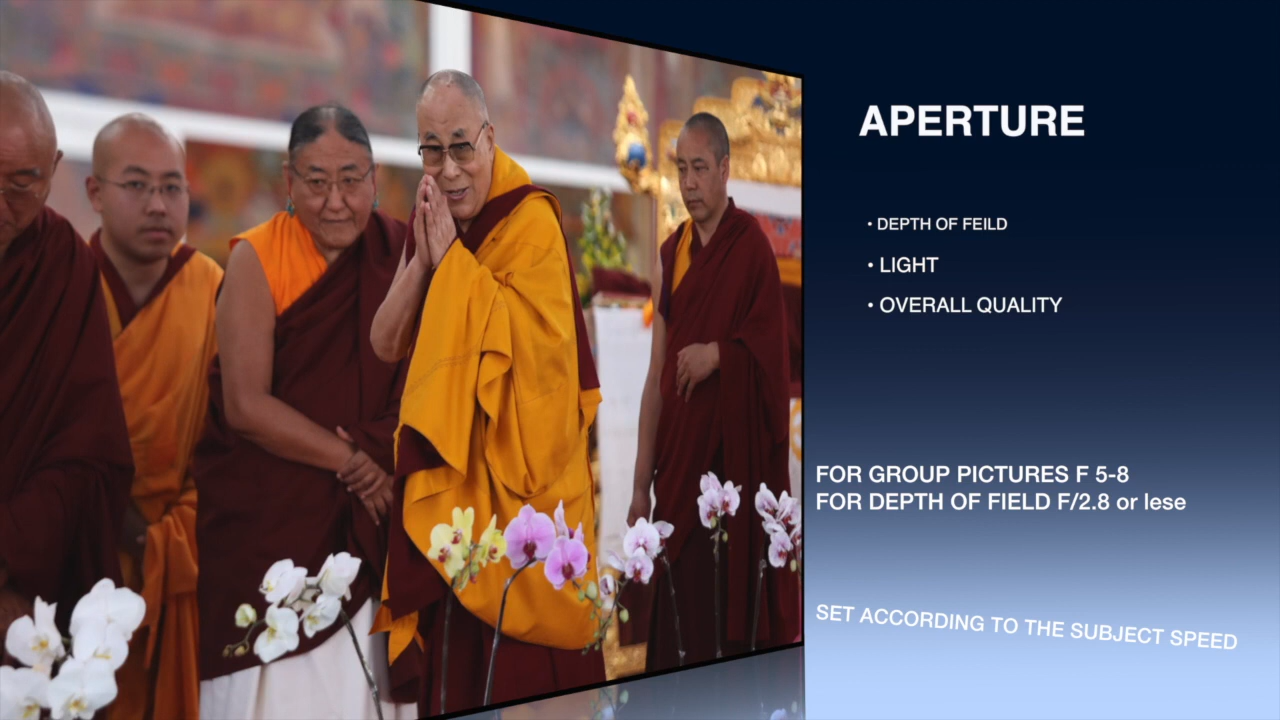 APERTURE
• DEPTH OF FEILD
• LIGHT
• OVERALL QUALITY
FOR GROUP PICTURES F 5-8
FOR DEPTH OF FIELD F/2.8 or lese
SET ACCORDING TO THE SUBJECT SPEED